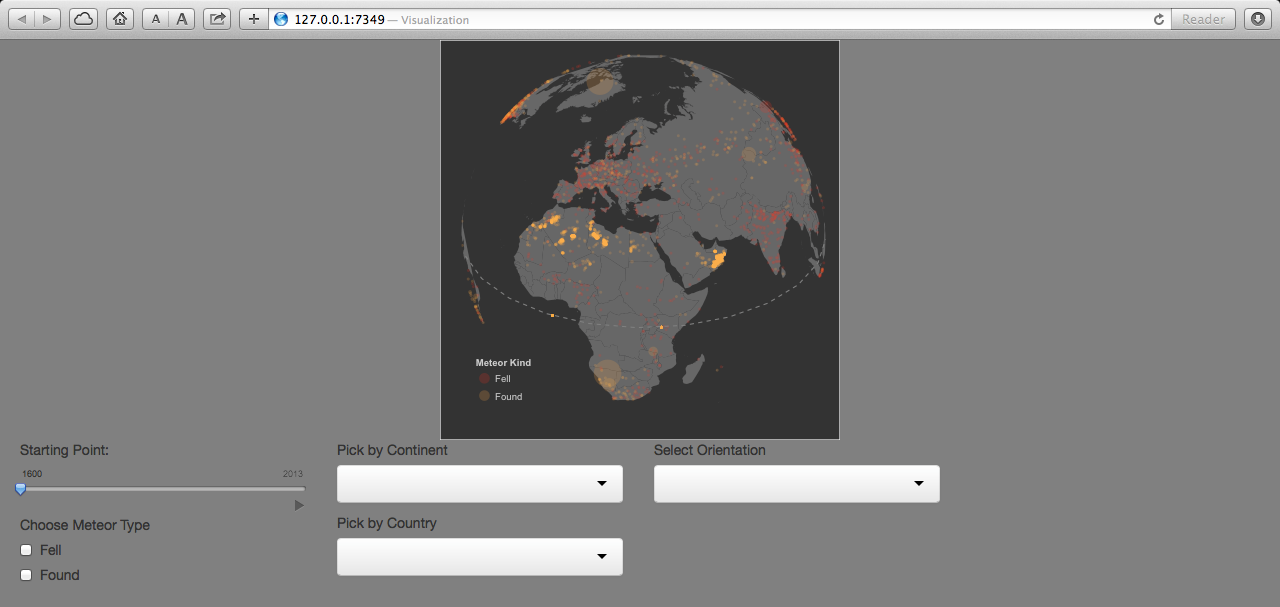 A A + 127.0.0.1:7349 — Visualization Reader
Meteor Kind
Fell
Found
Starting Point:
1600 2013
Choose Meteor Type
Fell
Found
Pick by Continent
Pick by Country
Select Orientation